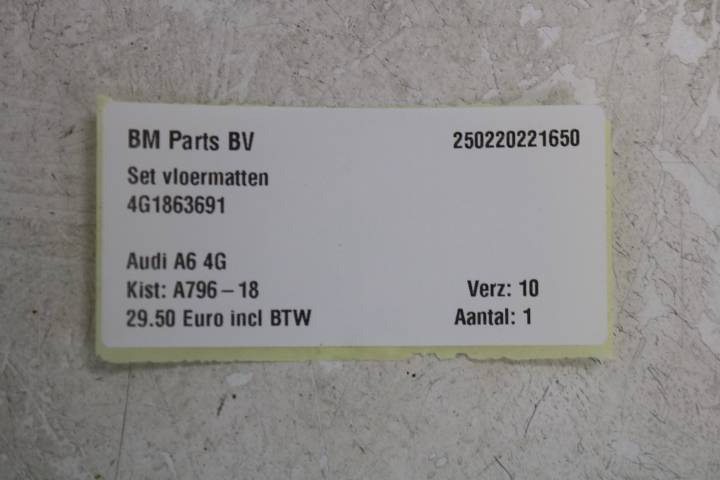 BM Parts BV 250220221650
Set vloermatten
4G1863691
Audi A6 4G
Kist: A796 – 18 Verz: 10
29.50 Euro incl BTW Aantal: 1